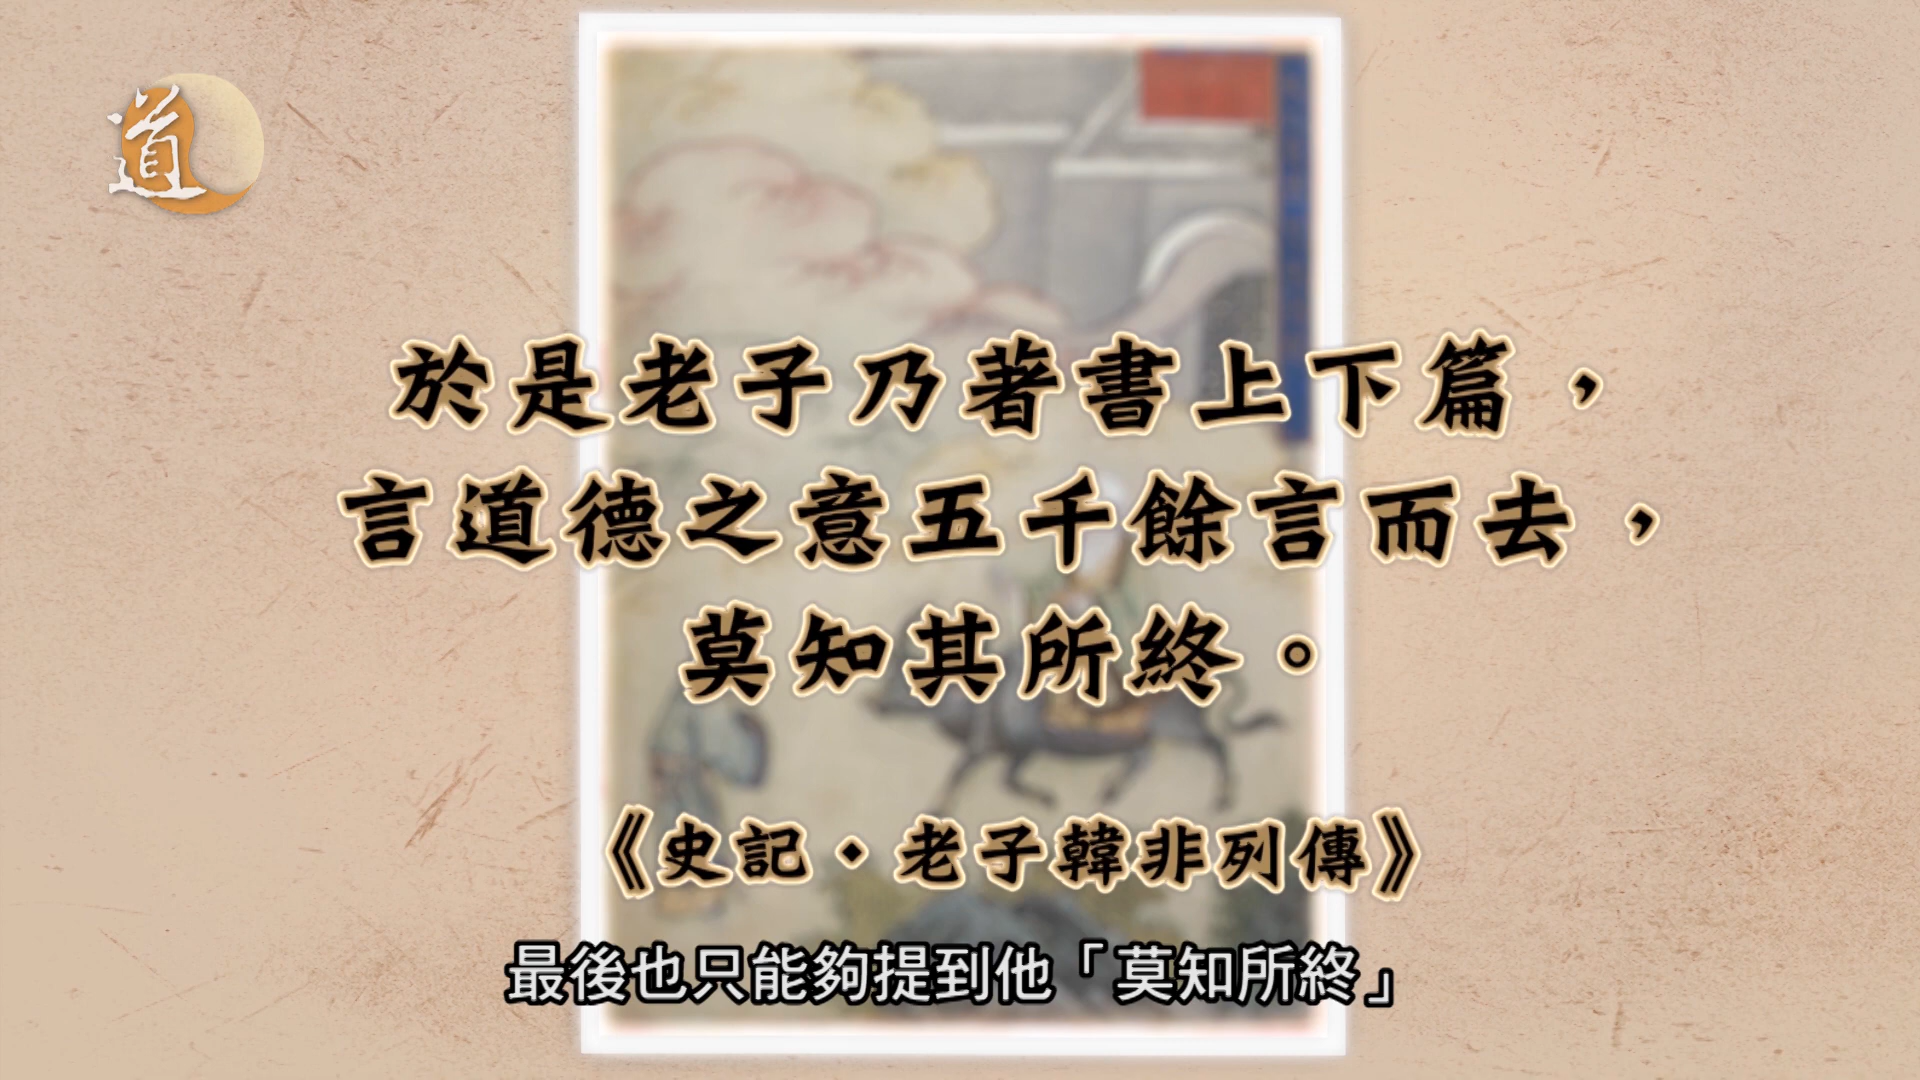 道
於是老子乃著書上下篇，
言道德之意五千餘言而去，
莫知其所終。
《史記·老子韓非列傳》
最後也只能夠提到他「莫知所終」